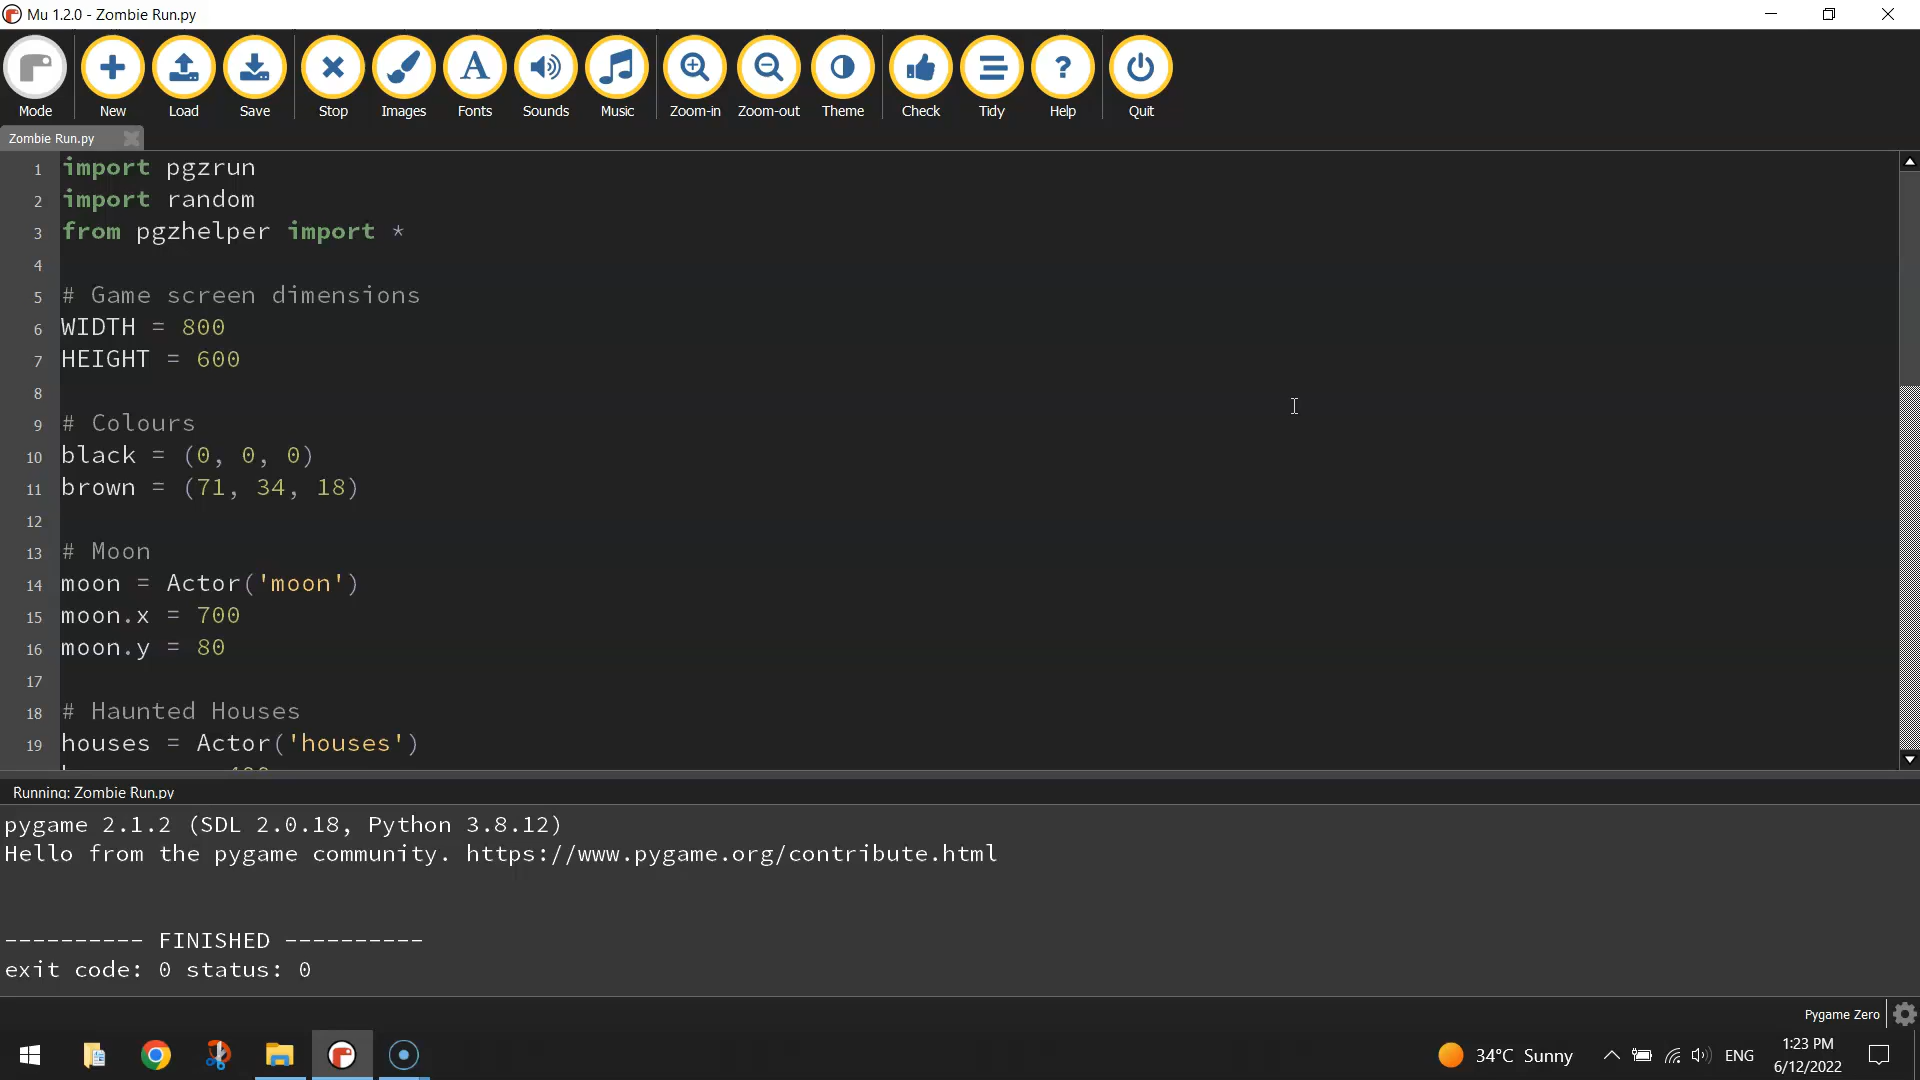 Mu 1.2.0 - Zombie Run.py
Mode New Load Save Stop Images Fonts Sounds Music Zoom-in Zoom-out Theme Check Tidy Help Quit
Zombie Run.py
1 import pgzrun
2 import random
3 from pgzhelper import *
4
5 # Game screen dimensions
6 WIDTH = 800
7 HEIGHT = 600
8
9 # Colours
10 black = (0, 0, 0)
11 brown = (71, 34, 18)
12
13 # Moon
14 moon = Actor('moon')
15 moon.x = 700
16 moon.y = 80
17
18 # Haunted Houses
19 houses = Actor('houses')
Running: Zombie Run.py
pygame 2.1.2 (SDL 2.0.18, Python 3.8.12)
Hello from the pygame community. https://www.pygame.org/contribute.html
---------- FINISHED ----------
exit code: 0 status: 0
Pygame Zero
34°C Sunny
ENG
1:23 PM
6/12/2022